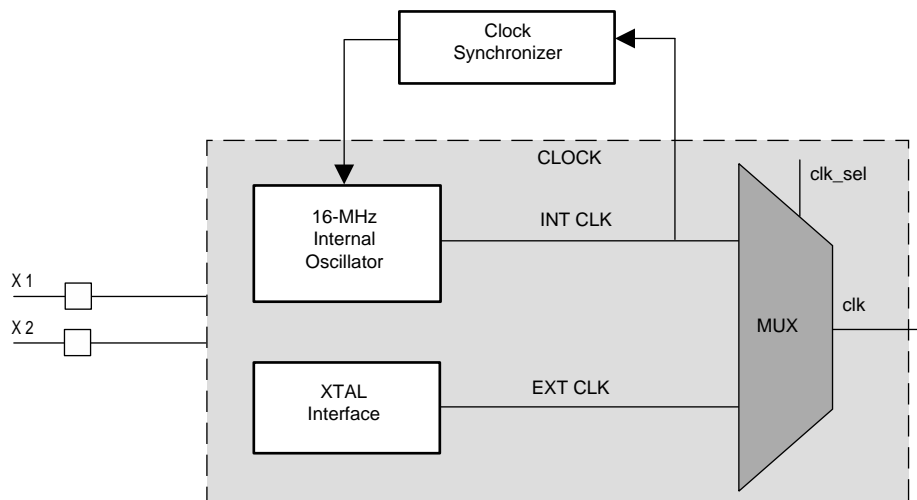 Clock
Synchronizer
CLOCK
clk_sel
16-MHz
Internal
Oscillator
INT CLK
X 1
X 2
clk
MUX
XTAL
Interface
EXT CLK